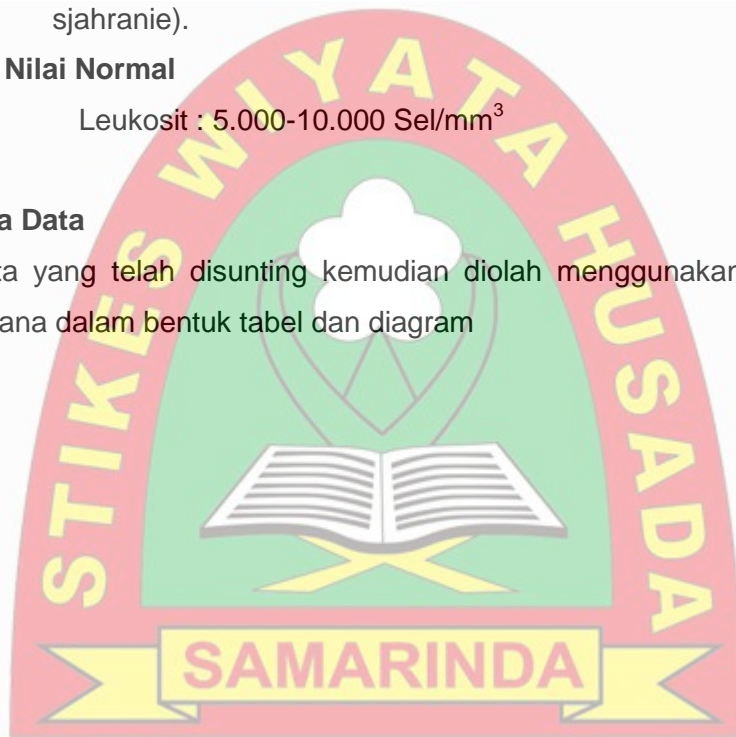 sjahranie).
Nilai Normal
Leukosit : 5.000-10.000 Sel/mm³
a Data
ta yang telah disunting kemudian diolah menggunakan
ana dalam bentuk tabel dan diagram
STIKES WIYATA HUSADA
SAMARINDA